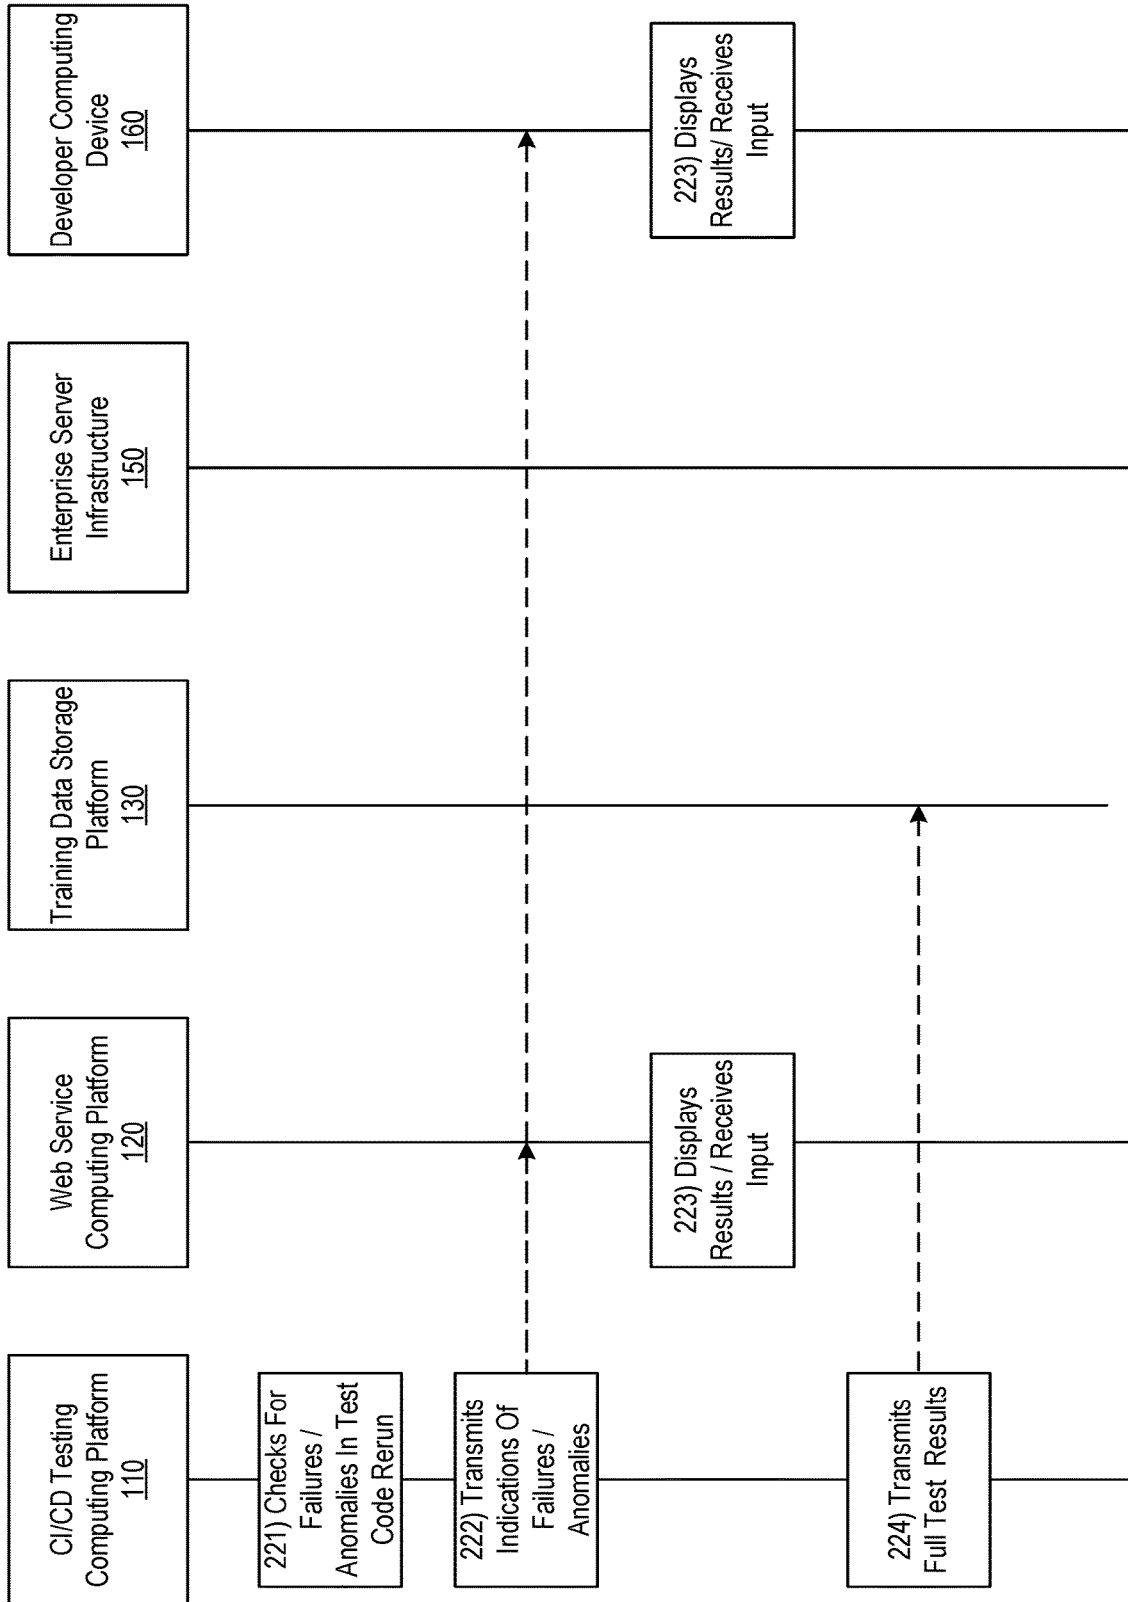 CI/CD Testing
Computing Platform
110
Web Service
Computing Platform
120
Training Data Storage
Platform
130
Enterprise Server
Infrastructure
150
Developer Computing
Device
160
221) Checks For
Failures /
Anomalies In Test
Code Rerun
222) Transmits
Indications Of
Failures /
Anomalies
223) Displays
Results / Receives
Input
223) Displays
Results/ Receives
Input
224) Transmits
Full Test Results